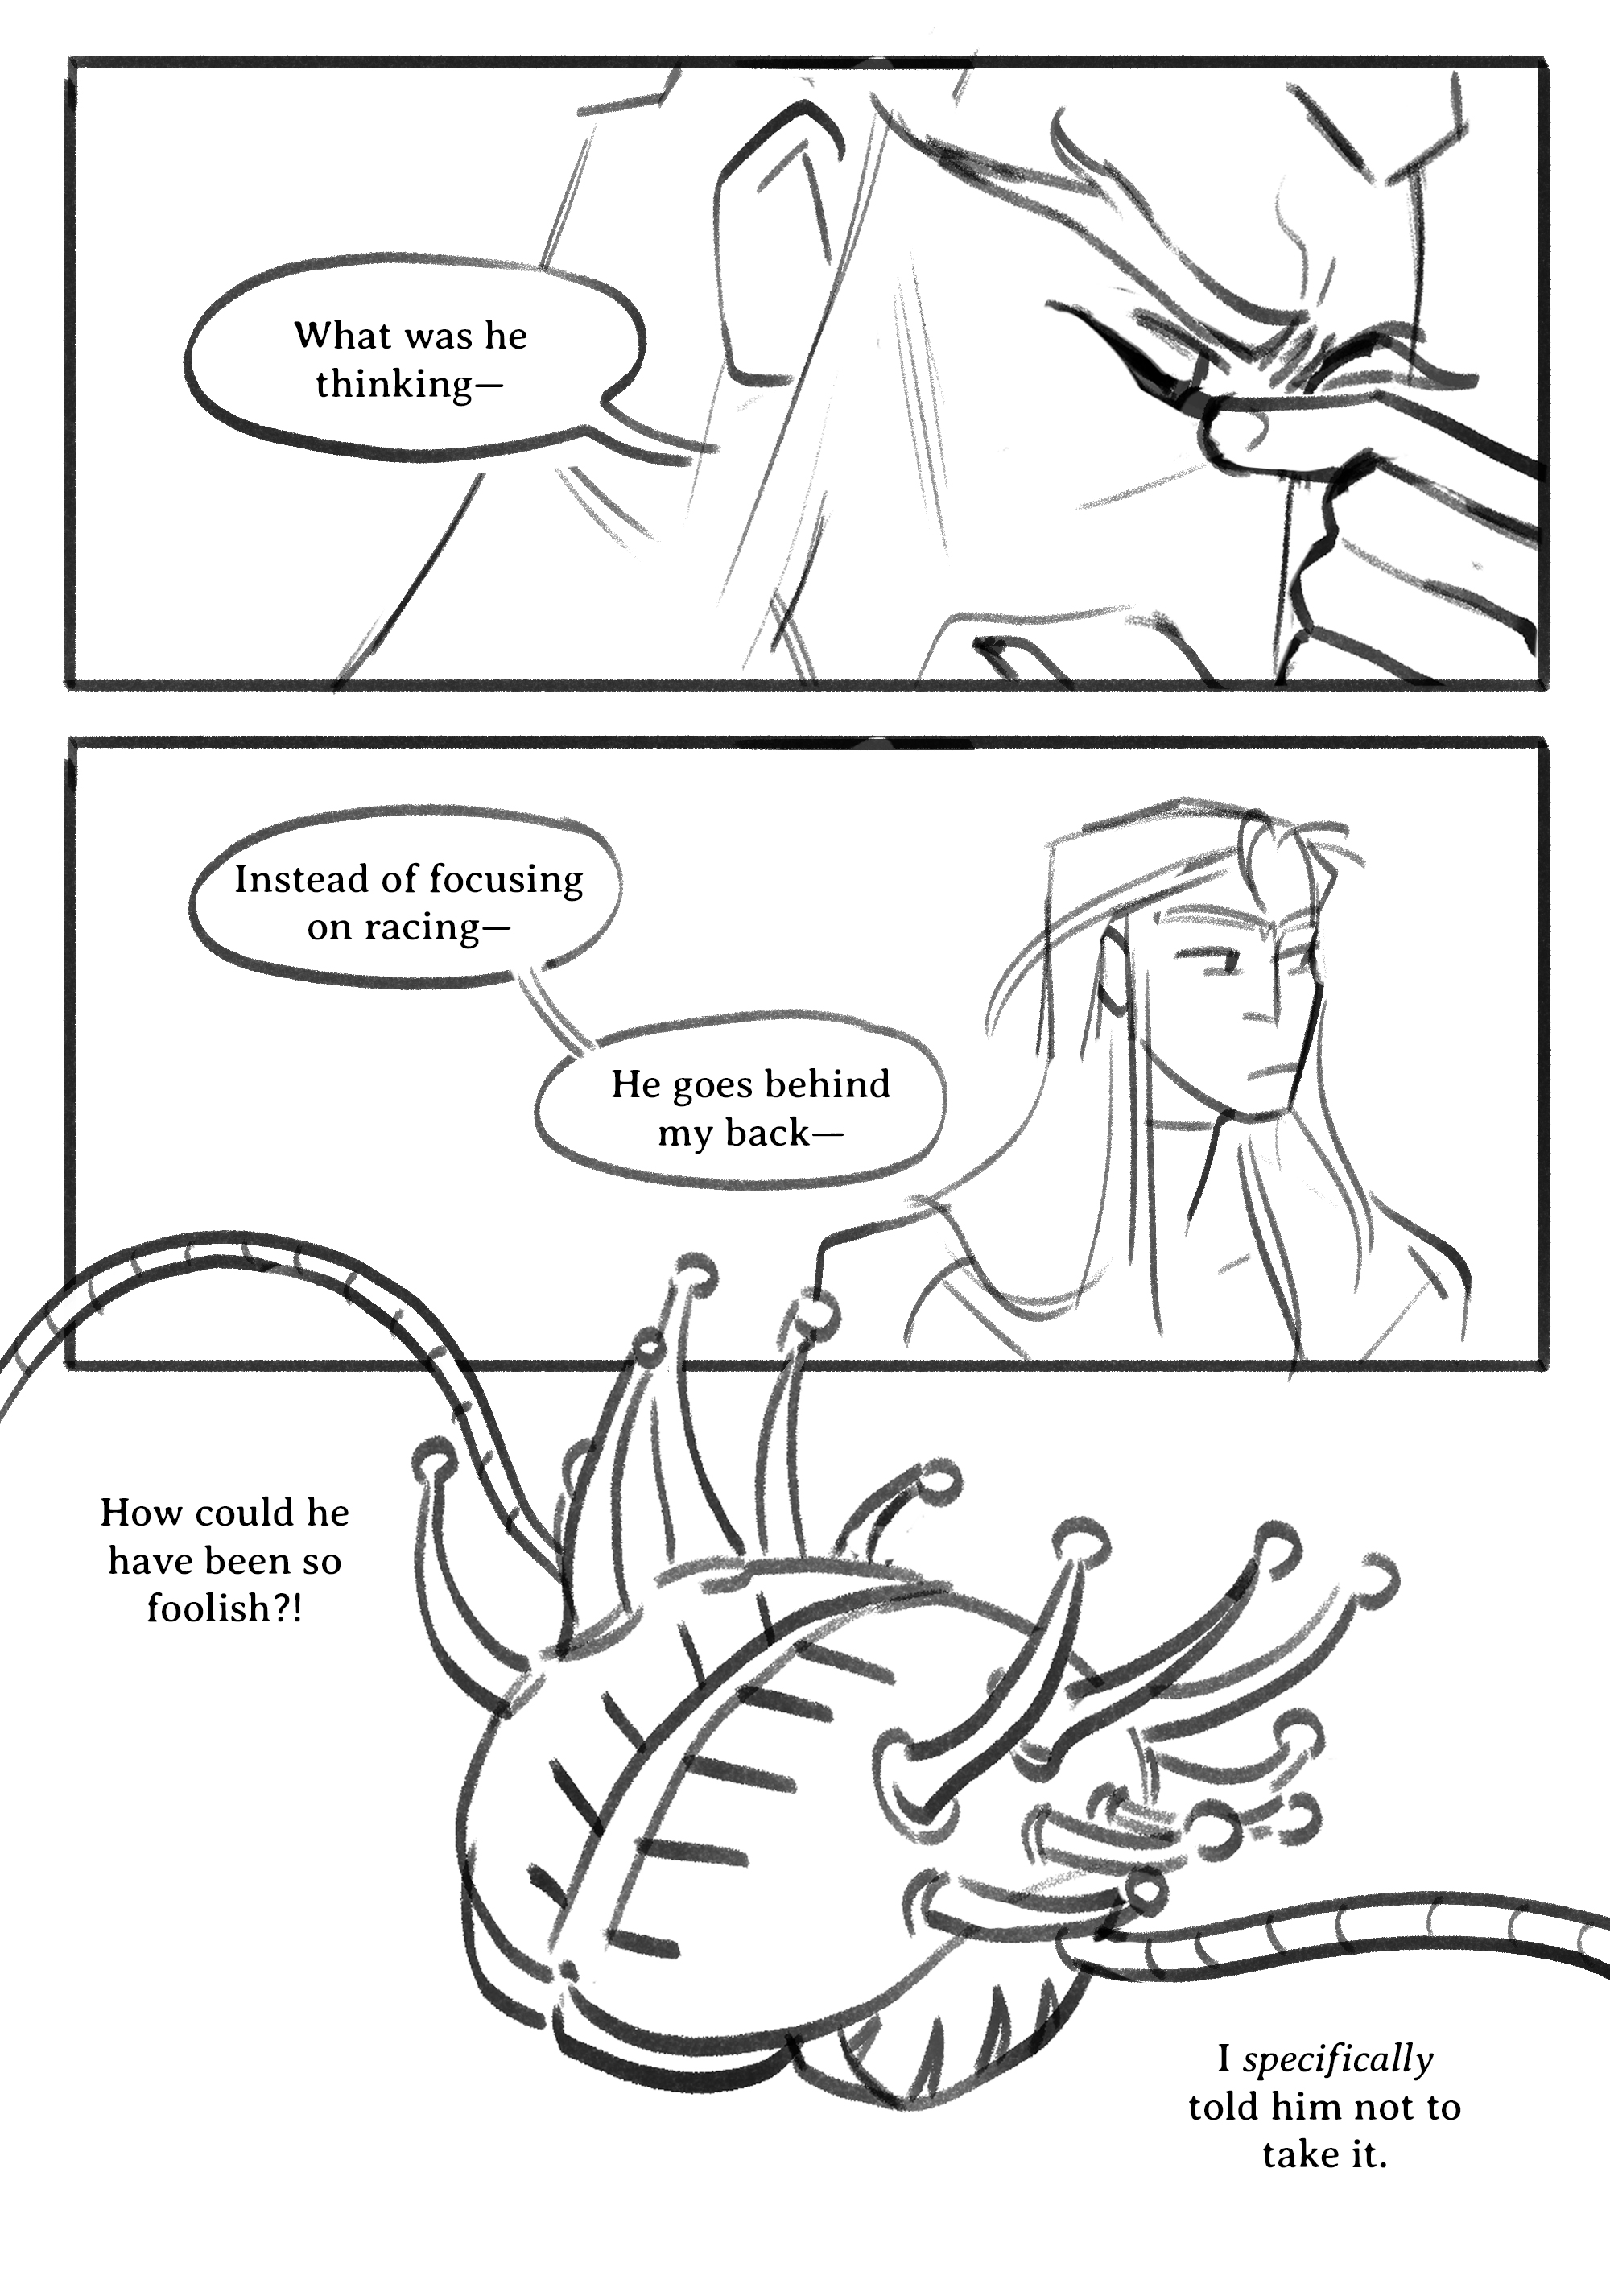 What was he
thinking—
Instead of focusing
on racing—
He goes behind
my back—
How could he
have been so
foolish?!
I specifically
told him not to
take it.